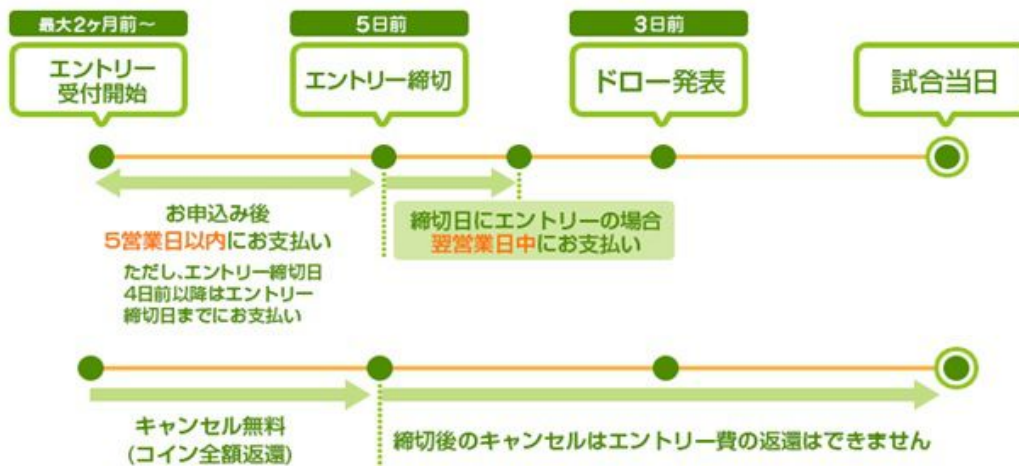 最大2ヶ月前～
エントリー
受付開始
5日前
エントリー締切
3日前
ドロー発表
試合当日
お申込み後
5営業日以内にお支払い
ただし、エントリー締切日
4日前以降はエントリー
締切日までにお支払い
締切日にエントリーの場合
翌営業日中にお支払い
キャンセル無料
(コイン全額返還)
締切後のキャンセルはエントリー費の返還はできません